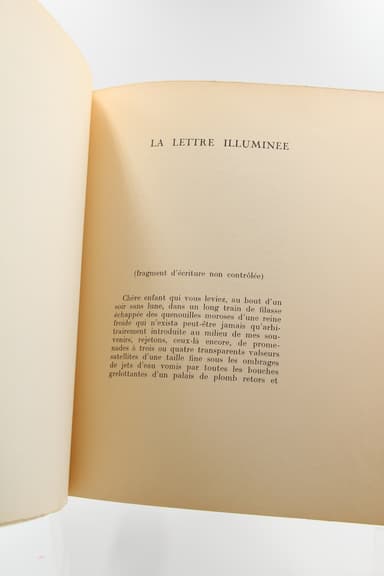 LA LETTRE ILLUMINEE
(fragment d'écriture non contrôlée)
Chère enfant qui vous leviez, au bout d'un
soir sans lune, dans un long train de filasse
échappée des quenouilles moroses d'une reine
froide qui n'exista peut-être jamais qu'arbi-
trairement introduite au milieu de mes sou-
venirs, rejetons, ceux-là encore, de prome-
nades à trois ou quatre transparents valseurs
satellites d'une taille fine sous les ombrages
de jets d'eau vomis par toutes les bouches
grelottantes d'un palais de plomb retors et